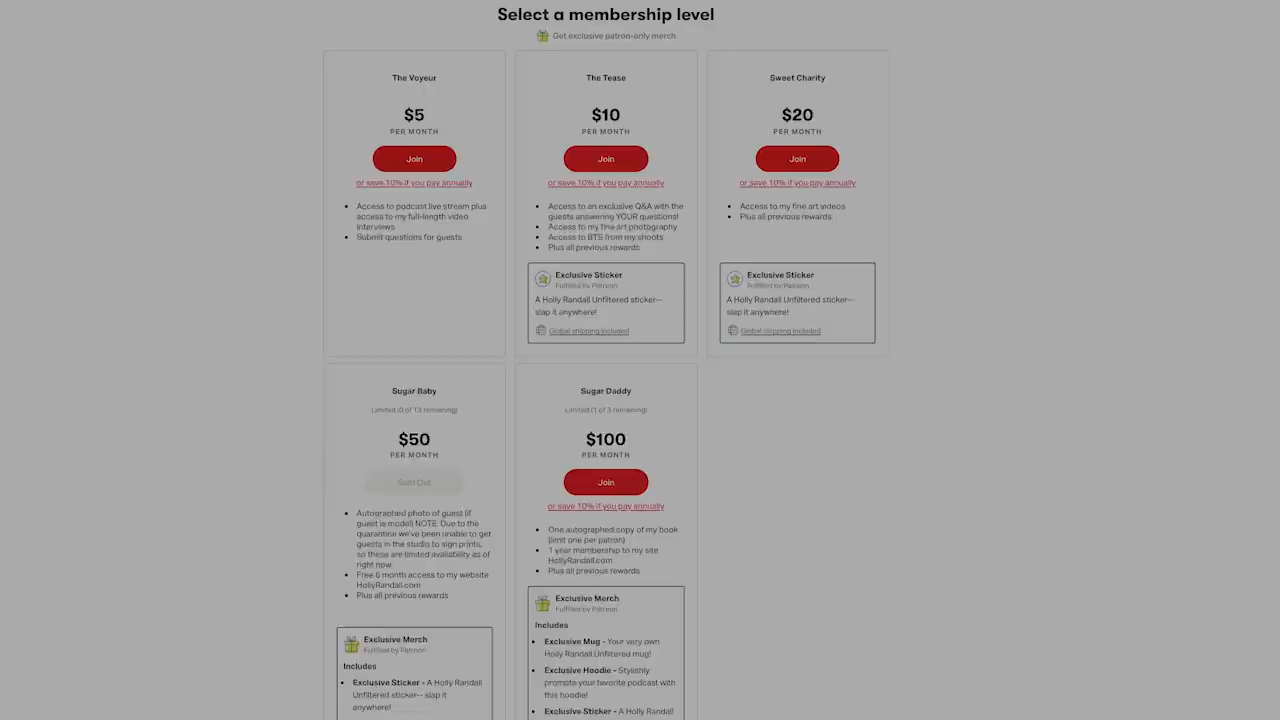 Select a membership level
Get exclusive patron-only merch
The Voyeur
$5
PER MONTH
Join
or save 10% if you pay annually
Access to podcast live stream plus
access to my full-length video
interviews
Submit questions for guests
The Tease
$10
PER MONTH
Join
or save 10% if you pay annually
Access to an exclusive Q&A with the
guests answering YOUR questions!
Access to my fine art photography
Access to BTS from my shoots
Plus all previous rewards
Exclusive Sticker
Fulfilled by Patreon
A Holly Randall Unfiltered sticker--
slap it anywhere!
Global shipping included
Sweet Charity
$20
PER MONTH
Join
or save 10% if you pay annually
Access to my fine art videos
Plus all previous rewards
Exclusive Sticker
Fulfilled by Patreon
A Holly Randall Unfiltered sticker--
slap it anywhere!
Global shipping included
Sugar Baby
Limited (0 of 13 remaining)
$50
PER MONTH
Sold Out
Autographed photo of guest (if
guest is model) NOTE: Due to the
quarantine we've been unable to get
guests in the studio to sign prints,
so these are limited availability as of
right now.
Free 6 month access to my website
HollyRandall.com
Plus all previous rewards
Exclusive Merch
Fulfilled by Patreon
Includes
Exclusive Sticker - A Holly Randall
Unfiltered sticker-- slap it
anywhere!
Sugar Daddy
Limited (1 of 3 remaining)
$100
PER MONTH
Join
or save 10% if you pay annually
One autographed copy of my book
(limit one per patron)
1 year membership to my site
HollyRandall.com
Plus all previous rewards
Exclusive Merch
Fulfilled by Patreon
Includes
Exclusive Mug - Your very own
Holly Randall Unfiltered mug!
Exclusive Hoodie - Stylishly
promote your favorite podcast with
this hoodie!
Exclusive Sticker - A Holly Randall